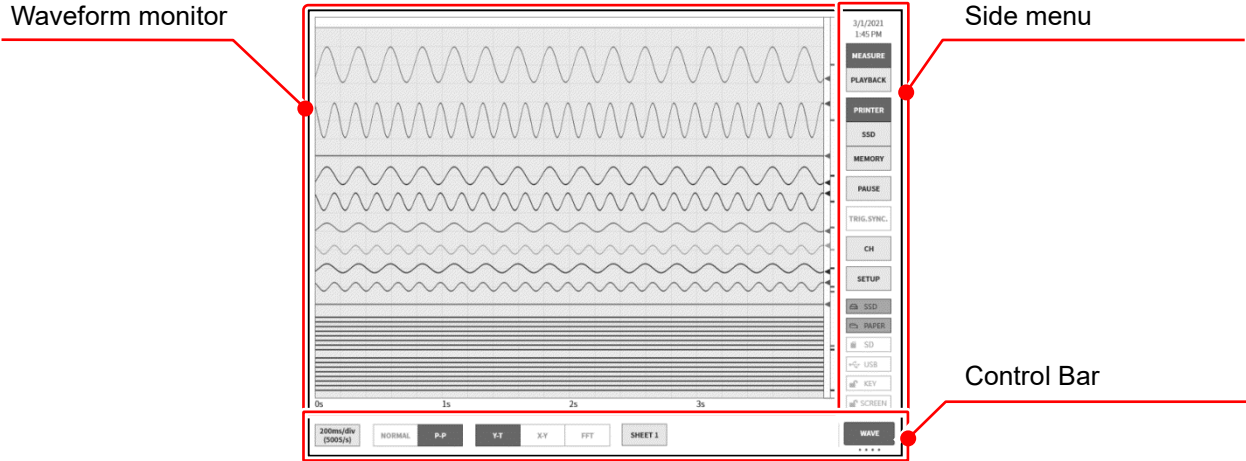 Waveform monitor
Side menu
3/1/2021
1:45 PM
MEASURE
PLAYBACK
PRINTER
SSD
MEMORY
PAUSE
TRIG.SYNC.
CH
SETUP
SSD
PAPER
SD
USB
KEY
SCREEN
0s 1s 2s 3s
Control Bar
200ms/div
(500S/s)
NORMAL P-P Y-T X-Y FFT SHEET 1 WAVE